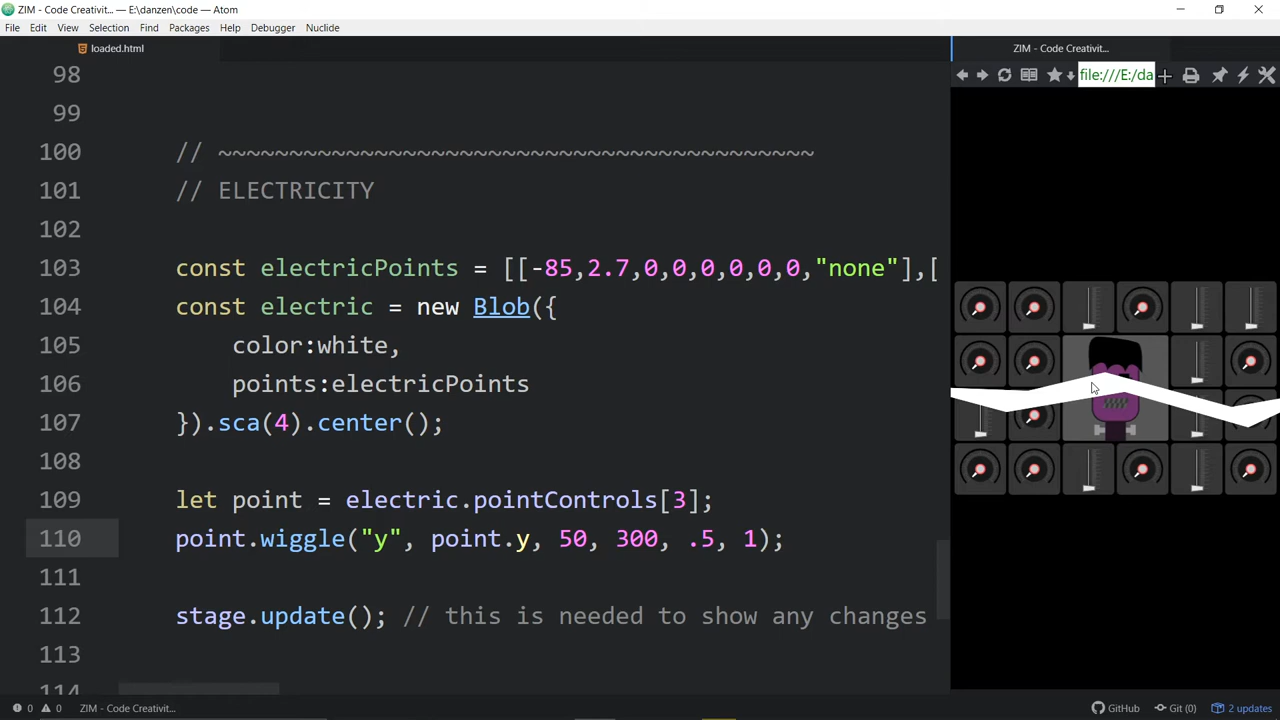 ZIM - Code Creativit... — E:\danzen\code — Atom
File Edit View Selection Find Packages Help Debugger Nuclide
loaded.html
ZIM - Code Creativit...
file:///E:/da
98
99
100 // ~~~~~~~~~~~~~~~~~~~~~~~~~~~~~~~~~~~~~~~~~~
101 // ELECTRICITY
102
103 const electricPoints = [[-85,2.7,0,0,0,0,0,0,"none"],[
104 const electric = new Blob({
105 color:white,
106 points:electricPoints
107 }).sca(4).center();
108
109 let point = electric.pointControls[3];
110 point.wiggle("y", point.y, 50, 300, .5, 1);
111
112 stage.update(); // this is needed to show any changes
113
114
0 0 ZIM - Code Creativit...
GitHub Git (0) 2 updates